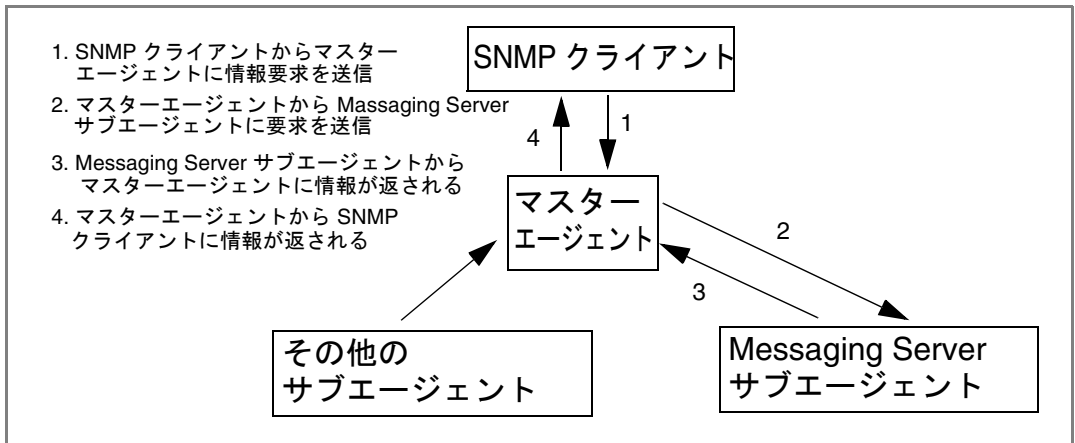 1. SNMP クライアントからマスター
エージェントに情報要求を送信
2. マスターエージェントから Massaging Server
サブエージェントに要求を送信
3. Messaging Server サブエージェントから
マスターエージェントに情報が返される
4. マスターエージェントから SNMP
クライアントに情報が返される
SNMP クライアント
4
1
マスター
エージェント
2
3
その他の
サブエージェント
Messaging Server
サブエージェント